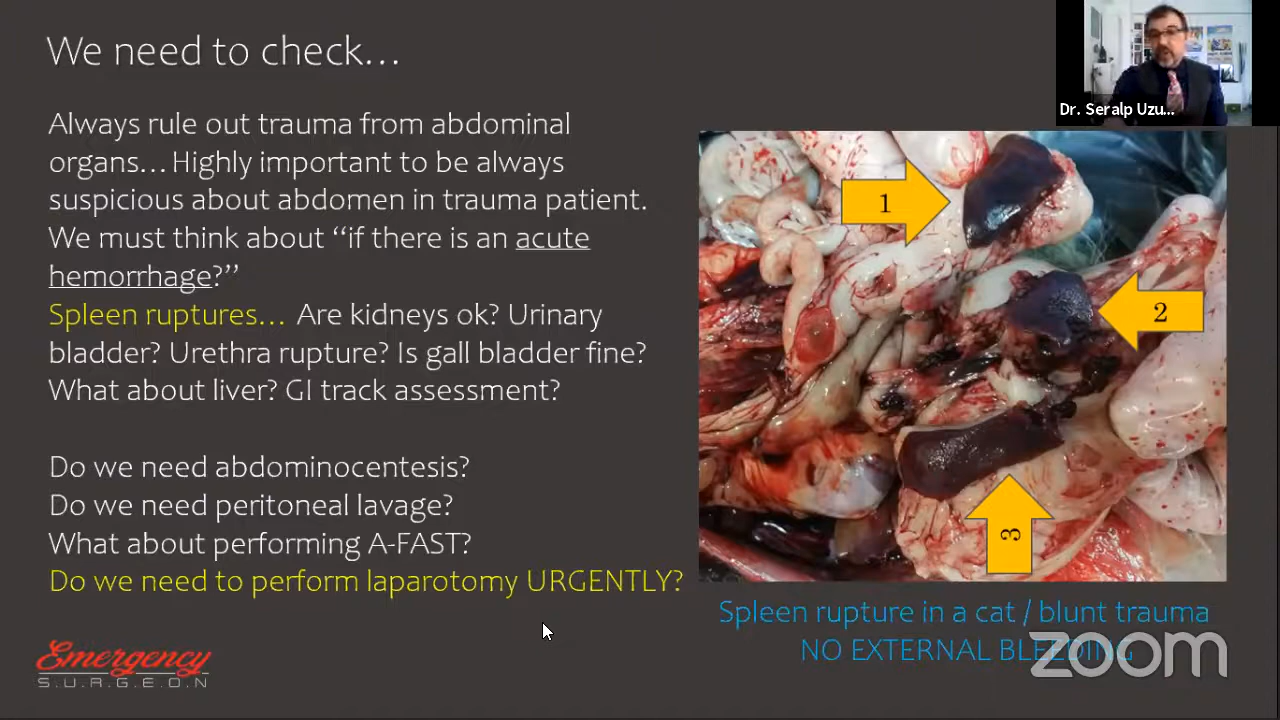 We need to check...
Dr. Seralp Uzu...
Always rule out trauma from abdominal
organs... Highly important to be always
suspicious about abdomen in trauma patient.
We must think about “if there is an acute
hemorrhage?”
Spleen ruptures... Are kidneys ok? Urinary
bladder? Urethra rupture? Is gall bladder fine?
What about liver? GI track assessment?
Do we need abdominocentesis?
Do we need peritoneal lavage?
What about performing A-FAST?
Do we need to perform laparotomy URGENTLY?
1
2
3
Spleen rupture in a cat / blunt trauma
NO EXTERNAL BLEEDING
zoom
Emergency
S.U.R.G.E.O.N